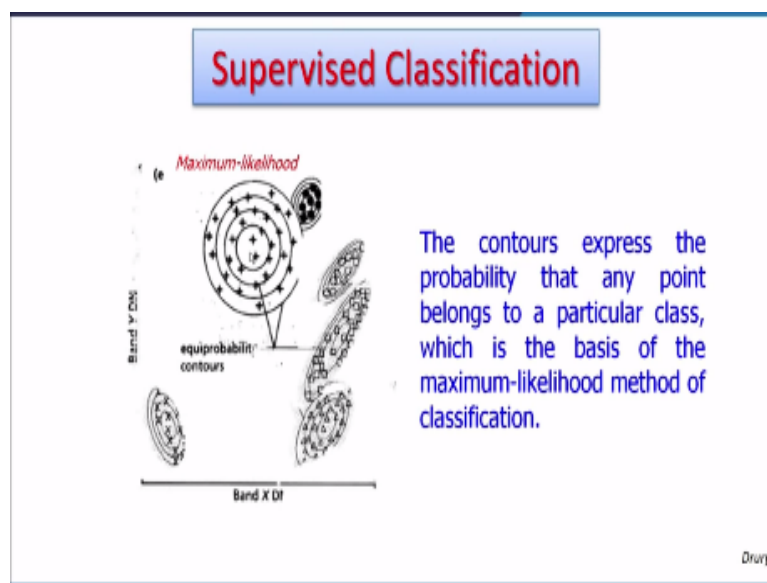 Supervised Classification
(e
Maximum-likelihood
The contours express the
probability that any point
belongs to a particular class,
which is the basis of the
maximum-likelihood method of
classification.
equiprobability
contours
Band Y DN
Band X DN
Drury